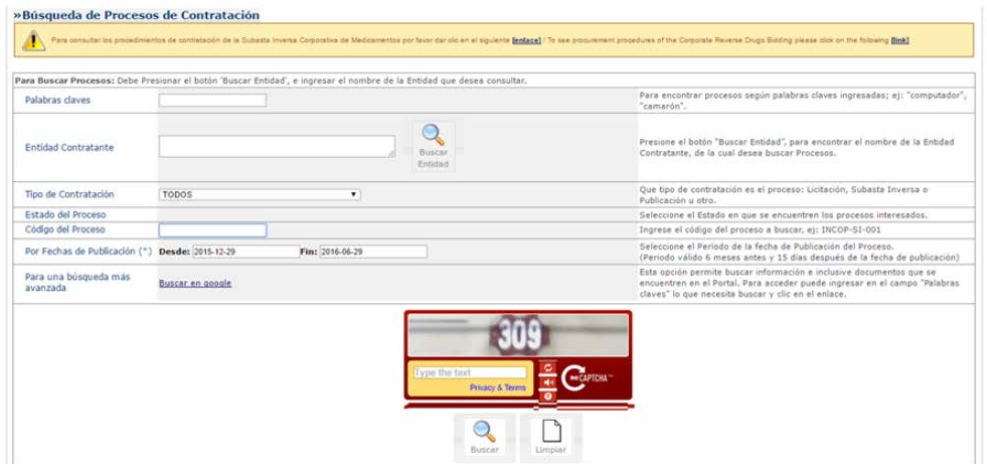 »Búsqueda de Procesos de Contratación
Para consultar los procedimientos de contratación de la Subasta Inversa Corporativa de Medicamentos por favor dar clic en el siguiente [enlace] / To see procurement procedures of the Corporate Reverse Drugs Bidding please click on the following [link]
Para Buscar Procesos: Debe Presionar el botón 'Buscar Entidad', e ingresar el nombre de la Entidad que desea consultar.
Palabras claves
Para encontrar procesos según palabras claves ingresadas; ej: "computador",
"camarón".
Entidad Contratante
Buscar
Entidad
Presione el botón "Buscar Entidad", para encontrar el nombre de la Entidad
Contratante, de la cual desea buscar Procesos.
Tipo de Contratación
TODOS
Que tipo de contratación es el proceso: Licitación, Subasta Inversa o
Publicación u otro.
Estado del Proceso
Seleccione el Estado en que se encuentren los procesos interesados.
Código del Proceso
Ingrese el código del proceso a buscar, ej: INCOP-SI-001
Por Fechas de Publicación (*) Desde: 2015-12-29 Fin: 2016-06-29
Seleccione el Periodo de la fecha de Publicación del Proceso.
(Periodo válido 6 meses antes y 15 días después de la fecha de publicación)
Para una búsqueda más
avanzada
Buscar en google
Esta opción permite buscar información e inclusive documentos que se
encuentren en el Portal. Para acceder puede ingresar en el campo "Palabras
claves" lo que necesita buscar y clic en el enlace.
309
Type the text
Privacy & Terms
reCAPTCHA™
Buscar
Limpiar